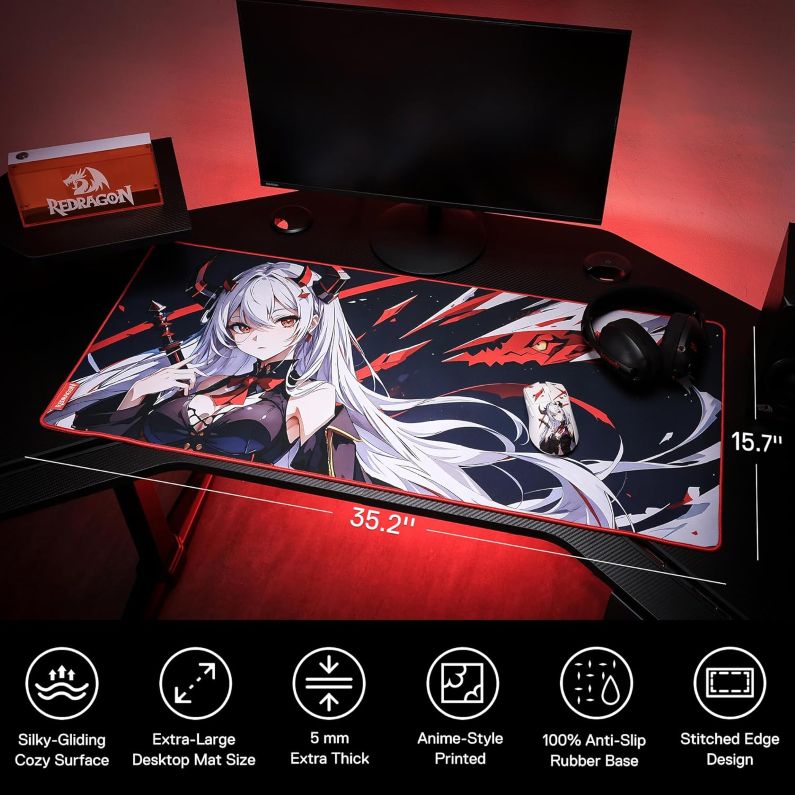 REDRAGON
REDRAGON
35.2"
15.7"
Silky-Gliding
Cozy Surface
Extra-Large
Desktop Mat Size
5 mm
Extra Thick
Anime-Style
Printed
100% Anti-Slip
Rubber Base
Stitched Edge
Design